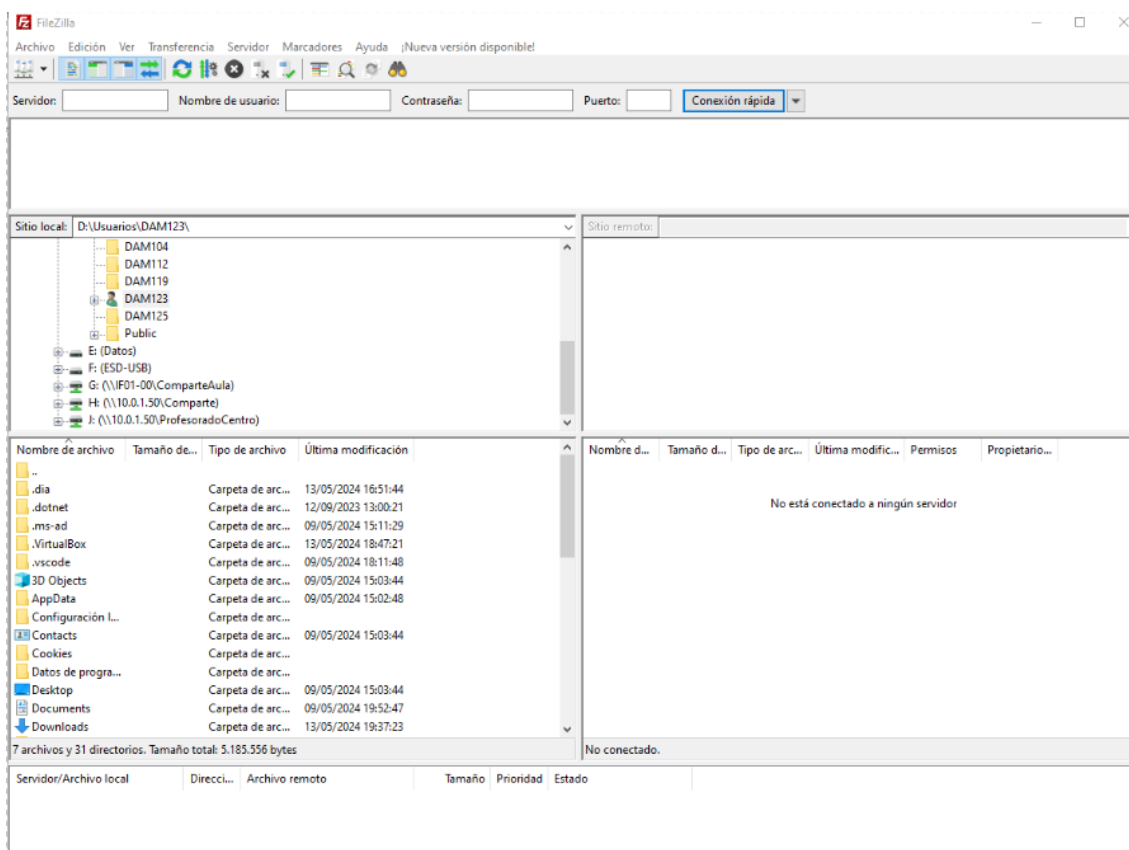 FileZilla
Archivo Edición Ver Transferencia Servidor Marcadores Ayuda ¡Nueva versión disponible!
Servidor: Nombre de usuario: Contraseña: Puerto: Conexión rápida
Sitio local: D:\Usuarios\DAM123\
Sitio remoto:
DAM104
DAM112
DAM119
DAM123
DAM125
Public
E: (Datos)
F: (ESD-USB)
G: (\\IF01-00\ComparteAula)
H: (\\10.0.1.50\Comparte)
J: (\\10.0.1.50\ProfesoradoCentro)
Nombre de archivo Tamaño de... Tipo de archivo Última modificación
..
.dia Carpeta de arc... 13/05/2024 16:51:44
.dotnet Carpeta de arc... 12/09/2023 13:00:21
.ms-ad Carpeta de arc... 09/05/2024 15:11:29
.VirtualBox Carpeta de arc... 13/05/2024 18:47:21
.vscode Carpeta de arc... 09/05/2024 18:11:48
3D Objects Carpeta de arc... 09/05/2024 15:03:44
AppData Carpeta de arc... 09/05/2024 15:02:48
Configuración l... Carpeta de arc...
Contacts Carpeta de arc... 09/05/2024 15:03:44
Cookies Carpeta de arc...
Datos de progra... Carpeta de arc...
Desktop Carpeta de arc... 09/05/2024 15:03:44
Documents Carpeta de arc... 09/05/2024 19:52:47
Downloads Carpeta de arc... 13/05/2024 19:37:23
7 archivos y 31 directorios. Tamaño total: 5.185.556 bytes
Nombre d... Tamaño d... Tipo de arc... Última modific... Permisos Propietario...
No está conectado a ningún servidor
No conectado.
Servidor/Archivo local Direcci... Archivo remoto Tamaño Prioridad Estado